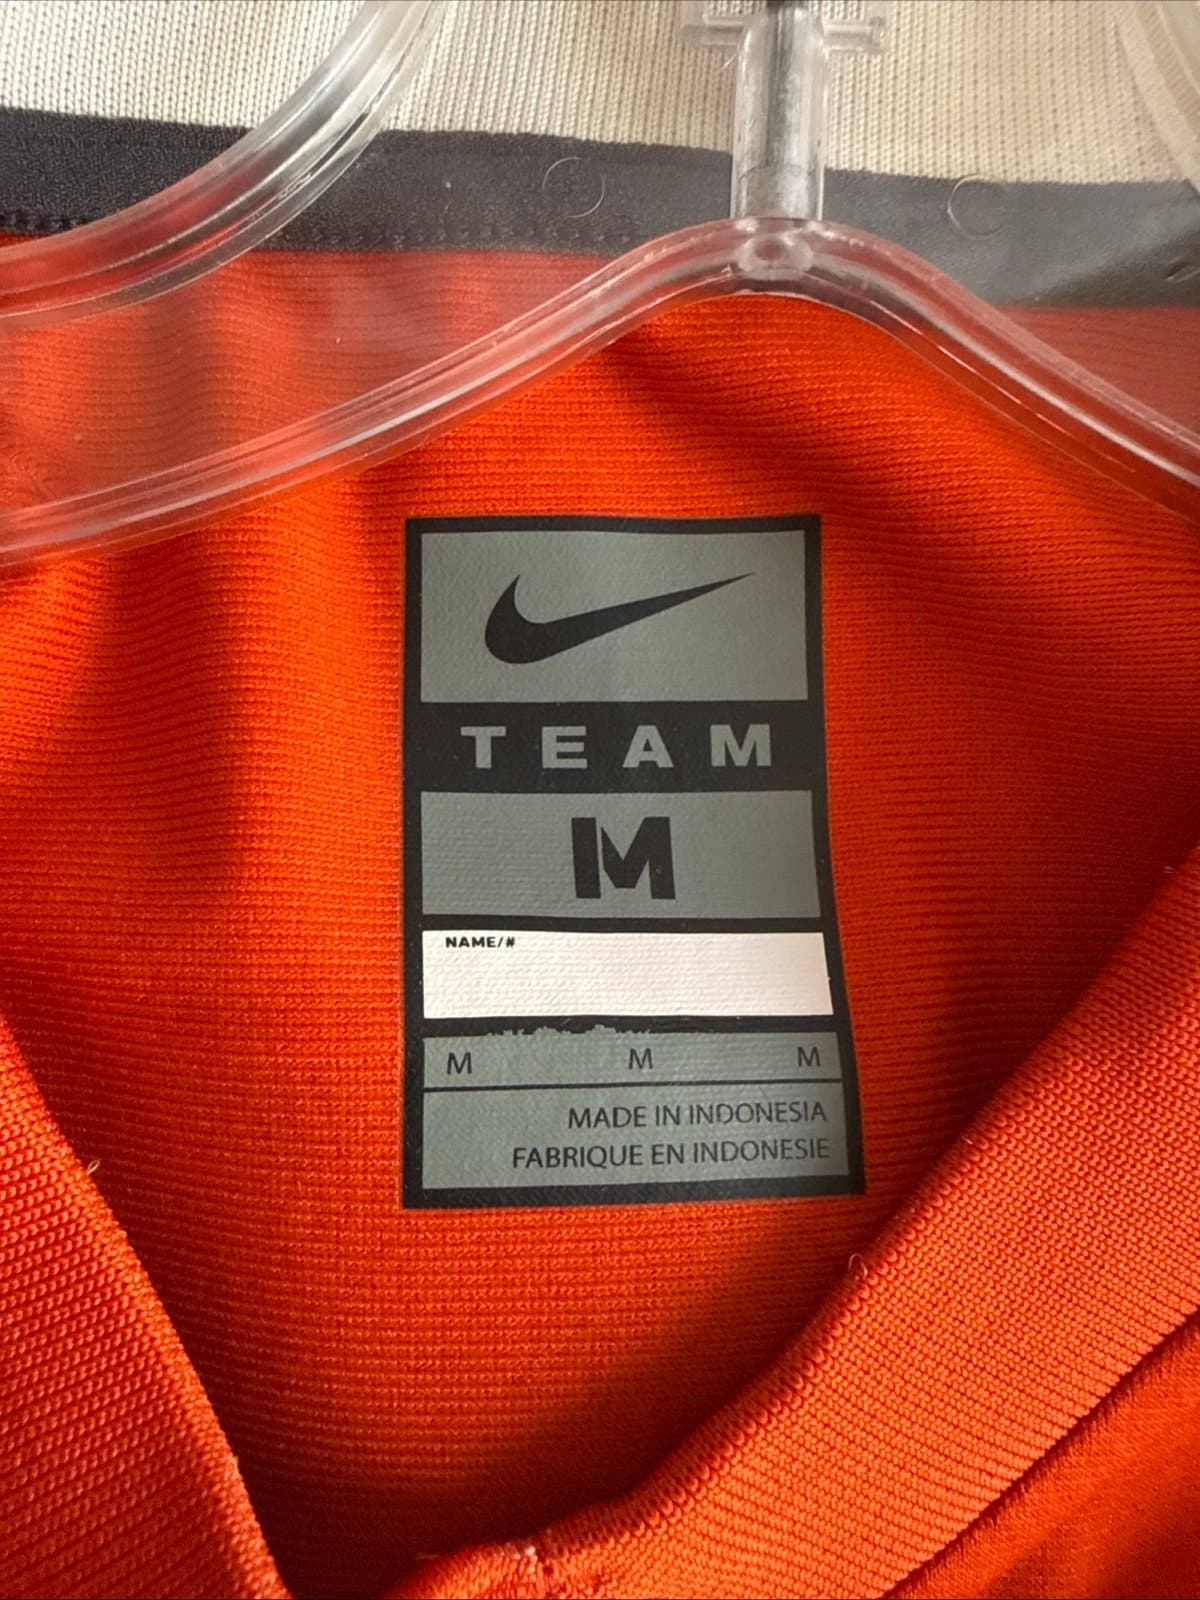 TEAM
M
NAME/#
M M M
MADE IN INDONESIA
FABRIQUE EN INDONESIE